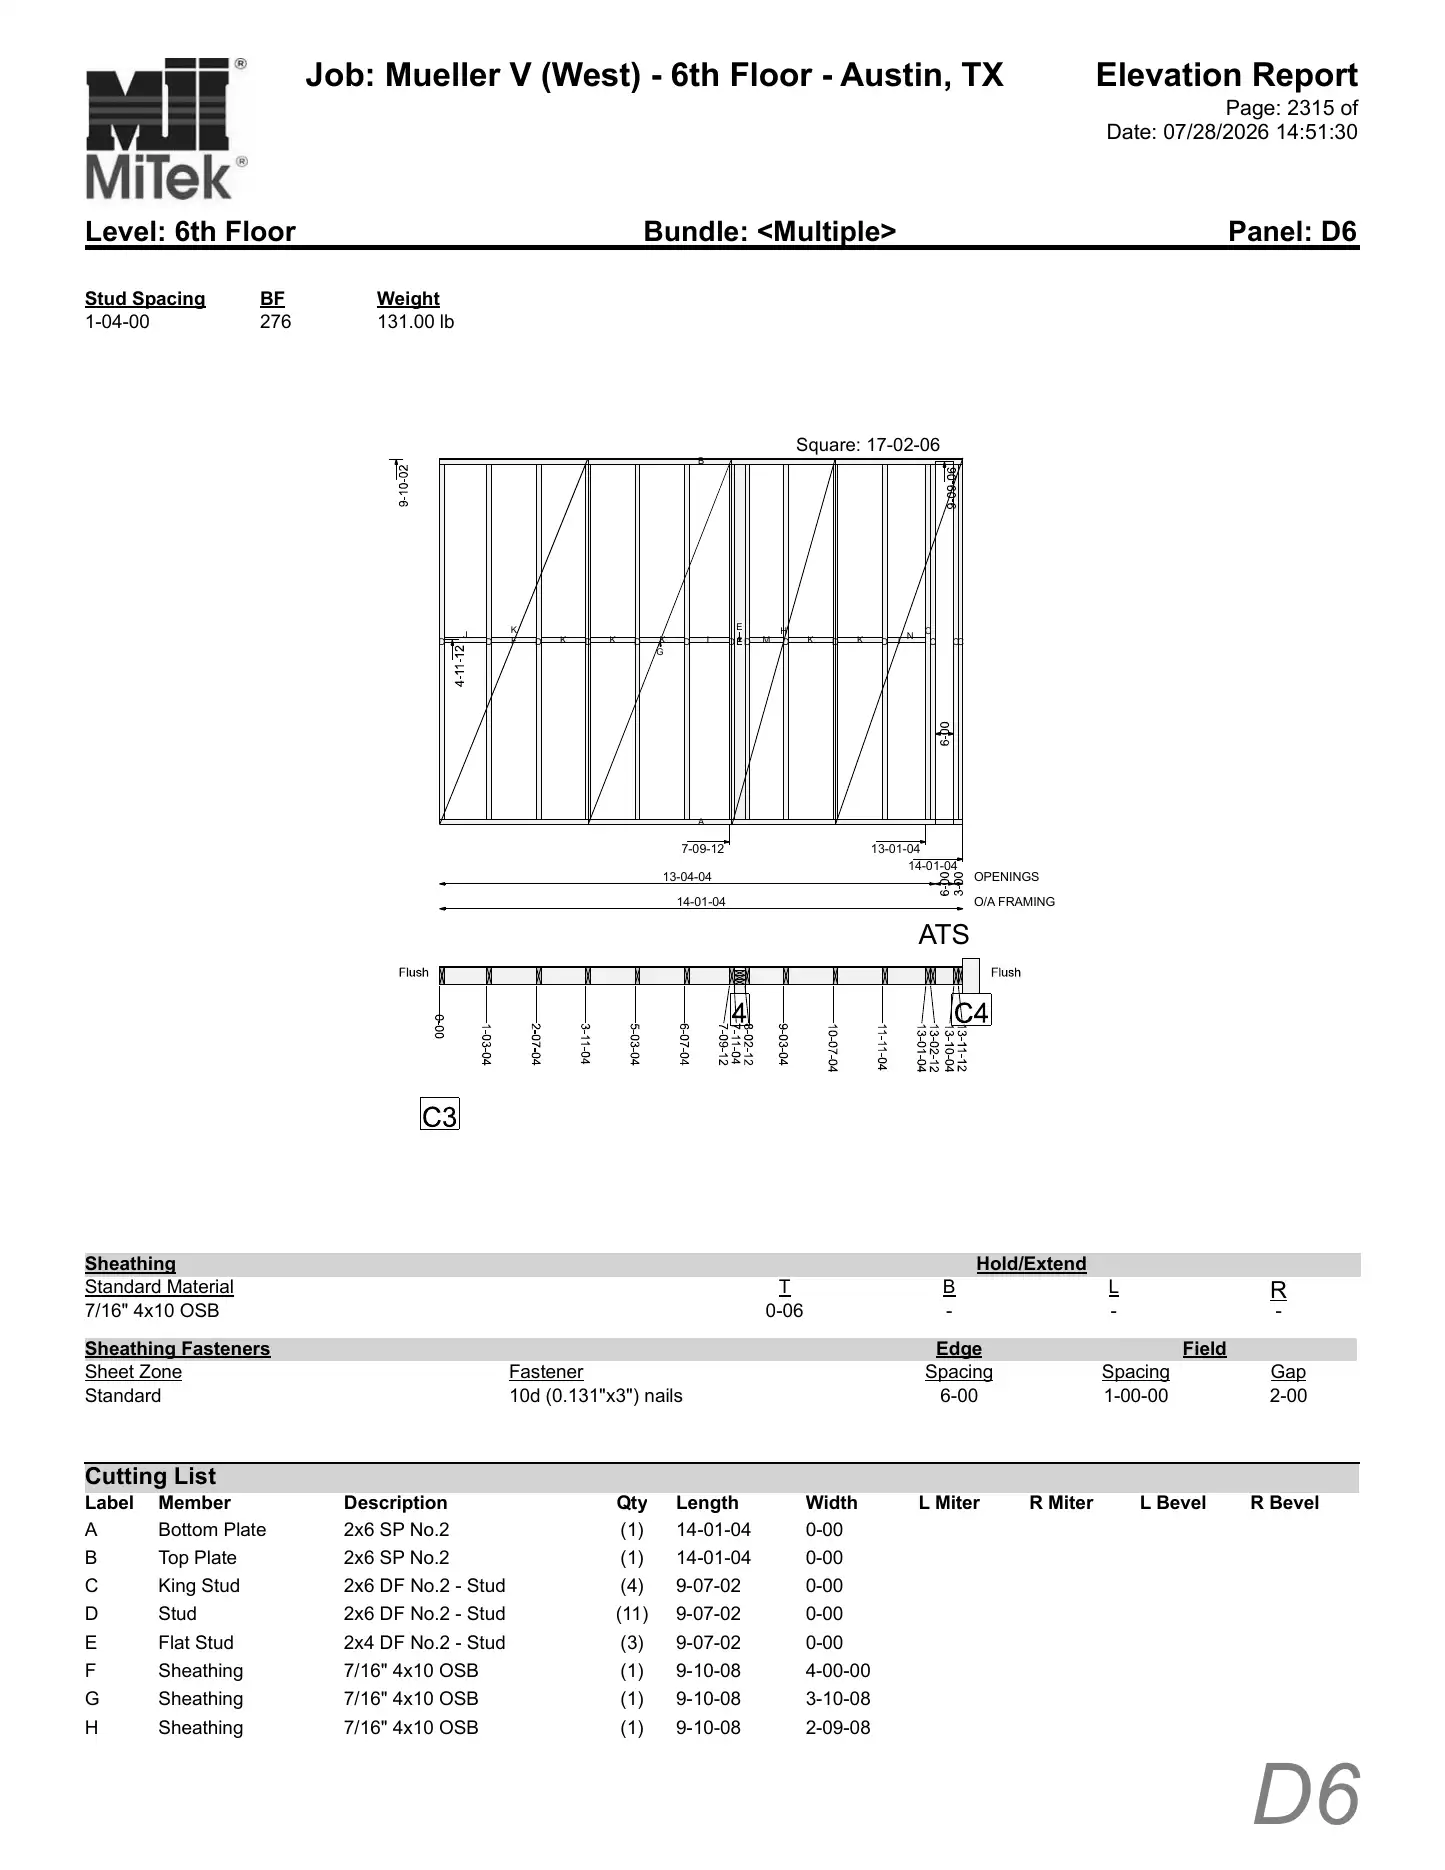 Job: Mueller V (West) - 6th Floor - Austin, TX
Elevation Report
Page: 2315 of
Date: 07/28/2026 14:51:30
MiTek®
Level: 6th Floor Bundle: <Multiple> Panel: D6
Stud Spacing BF Weight
1-04-00 276 131.00 lb
Square: 17-02-06
B
9-10-02
9-09-06
J K K K K I E M H K K N C
G
4-11-12
6-00
A
7-09-12 13-01-04
14-01-04
13-04-04 6-00 3-00 OPENINGS
14-01-04 O/A FRAMING
ATS
Flush Flush
4 C4
0-00 1-03-04 2-07-04 3-11-04 5-03-04 6-07-04 7-09-12 7-11-04 8-02-12 9-03-04 10-07-04 11-11-04 13-01-04 13-02-12 13-10-04 13-11-12
C3
Sheathing Hold/Extend
Standard Material T B L R
7/16" 4x10 OSB 0-06 - - -
Sheathing Fasteners Edge Field
Sheet Zone Fastener Spacing Spacing Gap
Standard 10d (0.131"x3") nails 6-00 1-00-00 2-00
Cutting List
Label Member Description Qty Length Width L Miter R Miter L Bevel R Bevel
A Bottom Plate 2x6 SP No.2 (1) 14-01-04 0-00
B Top Plate 2x6 SP No.2 (1) 14-01-04 0-00
C King Stud 2x6 DF No.2 - Stud (4) 9-07-02 0-00
D Stud 2x6 DF No.2 - Stud (11) 9-07-02 0-00
E Flat Stud 2x4 DF No.2 - Stud (3) 9-07-02 0-00
F Sheathing 7/16" 4x10 OSB (1) 9-10-08 4-00-00
G Sheathing 7/16" 4x10 OSB (1) 9-10-08 3-10-08
H Sheathing 7/16" 4x10 OSB (1) 9-10-08 2-09-08
D6